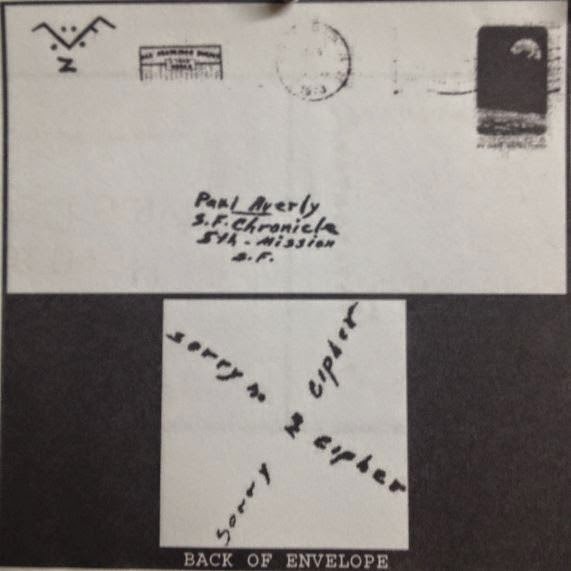 Z
Paul Averly
S.F. Chronicle
5th - Mission
S.F.
sorry no cipher
sorry no cipher
BACK OF ENVELOPE